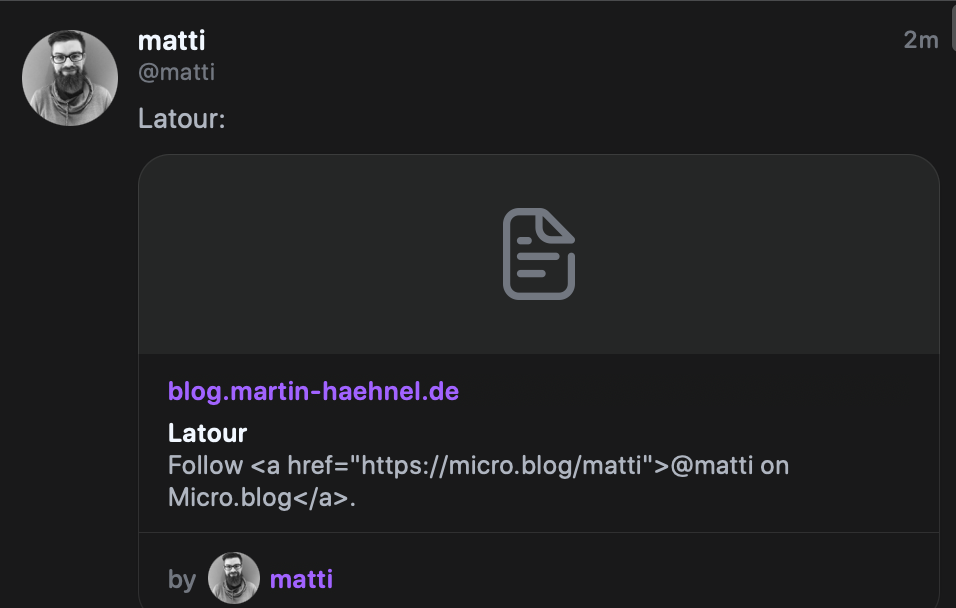 matti
2m
@matti
Latour:
blog.martin-haehnel.de
Latour
Follow <a href="https://micro.blog/matti">@matti on
Micro.blog</a>.
by matti